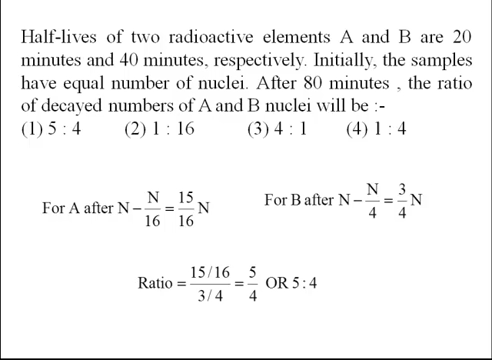 Half-lives of two radioactive elements A and B are 20
minutes and 40 minutes, respectively. Initially, the samples
have equal number of nuclei. After 80 minutes , the ratio
of decayed numbers of A and B nuclei will be :-
(1) 5 : 4 (2) 1 : 16 (3) 4 : 1 (4) 1 : 4
For A after N − N/16 = 15/16 N
For B after N − N/4 = 3/4 N
Ratio = (15/16)/(3/4) = 5/4 OR 5 : 4